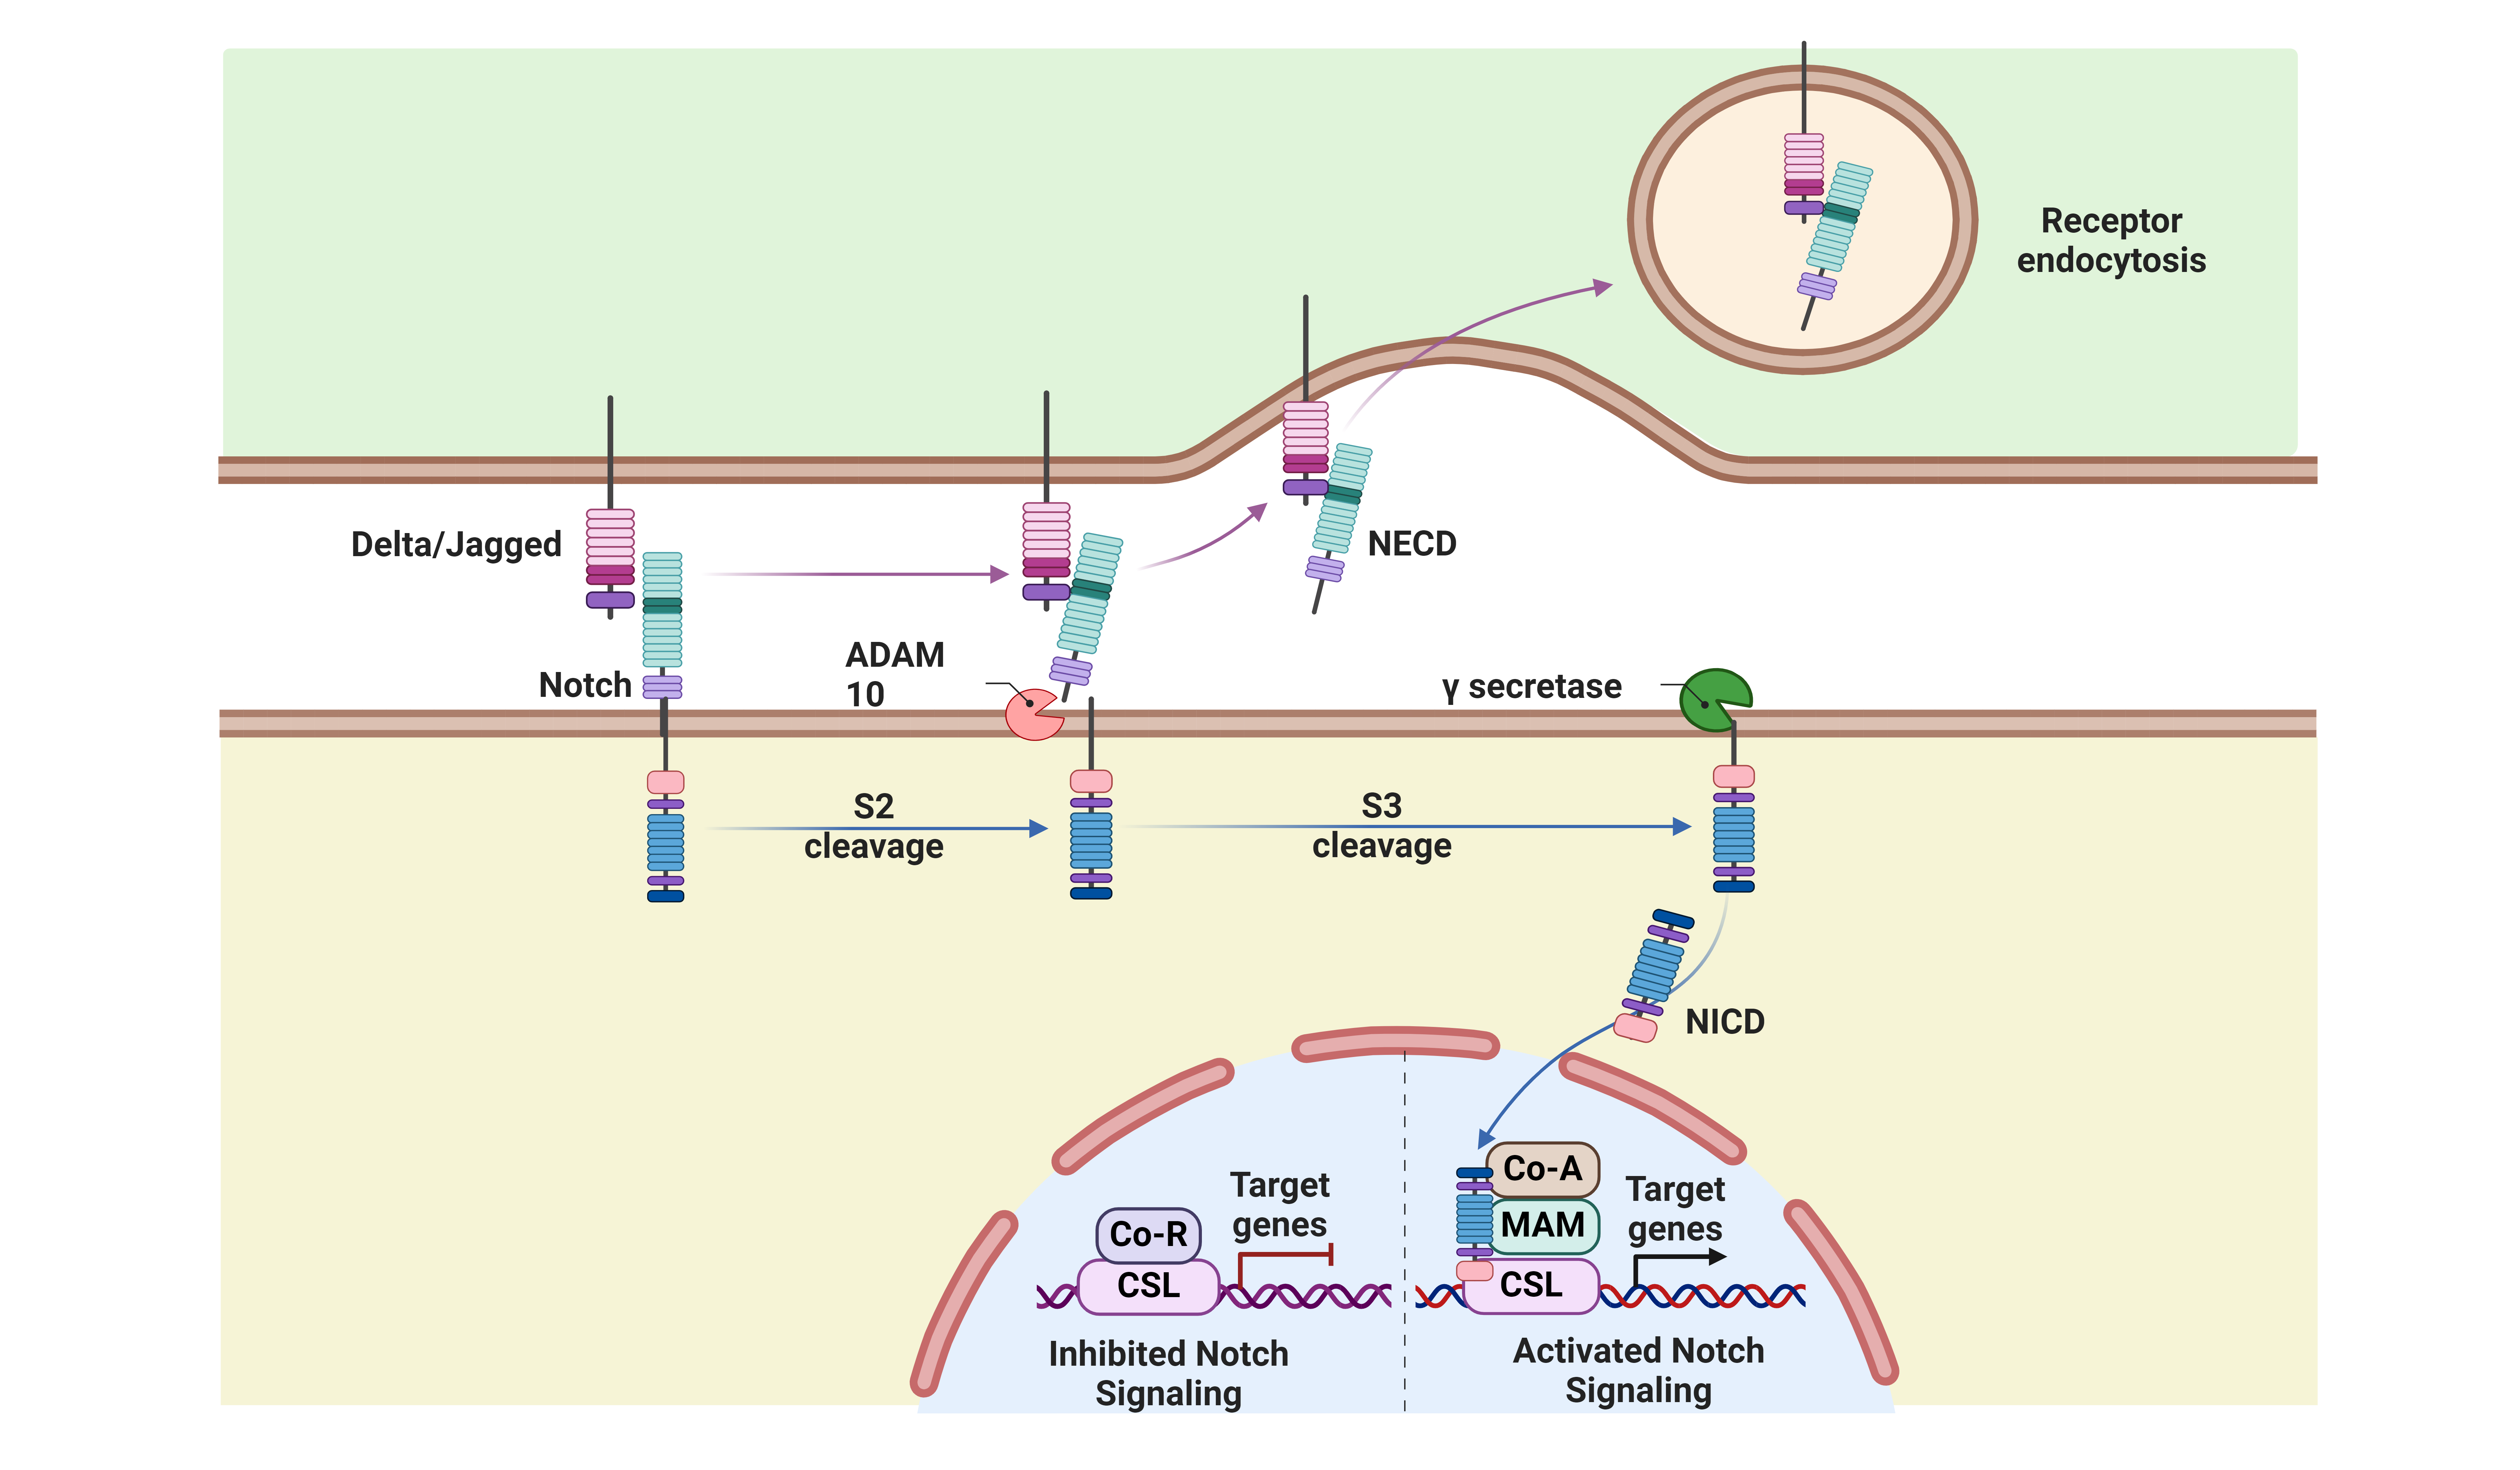 Receptor
endocytosis
Delta/Jagged
NECD
Notch
ADAM
10
γ secretase
S2
cleavage
S3
cleavage
NICD
Target
genes
Co-R
CSL
Inhibited Notch
Signaling
Co-A
MAM
CSL
Target
genes
Activated Notch
Signaling